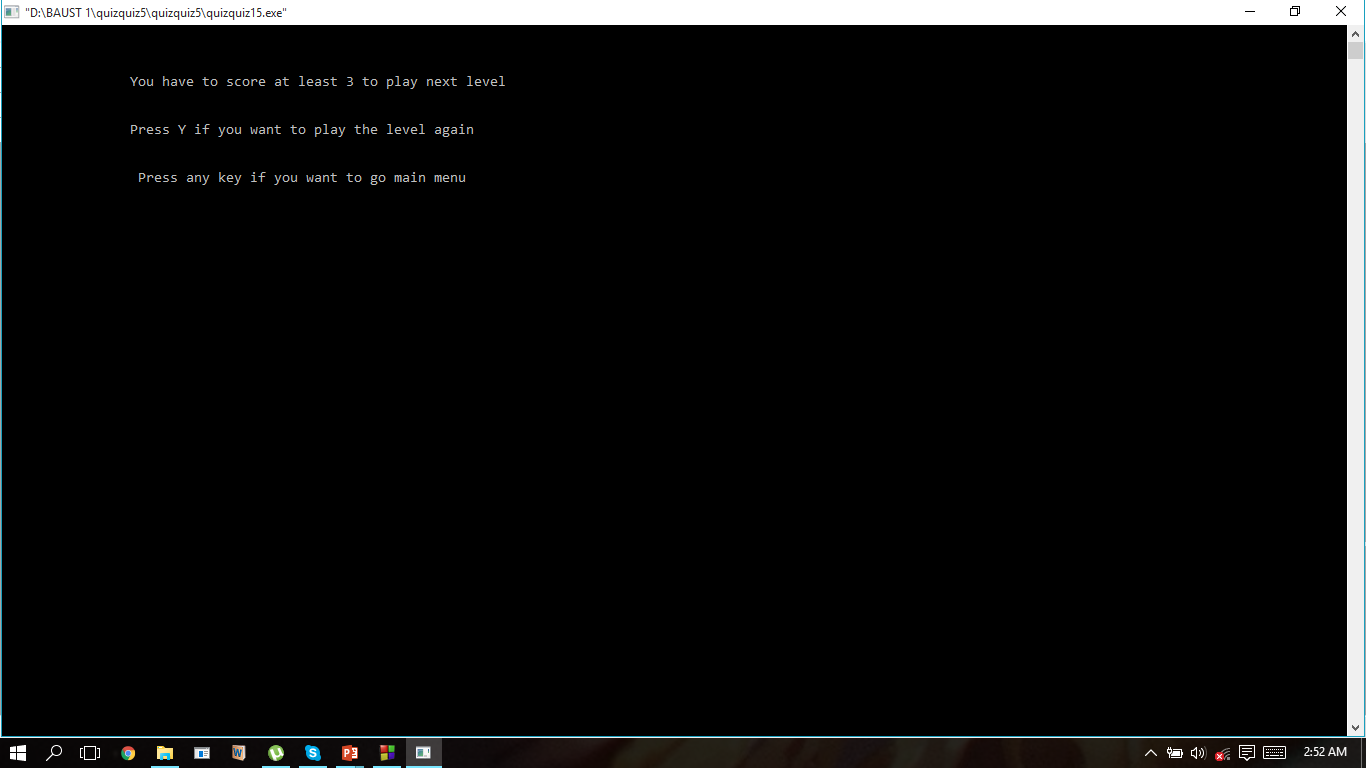 "D:\BAUST 1\quizquiz5\quizquiz5\quizquiz15.exe"
You have to score at least 3 to play next level
Press Y if you want to play the level again
Press any key if you want to go main menu
2:52 AM